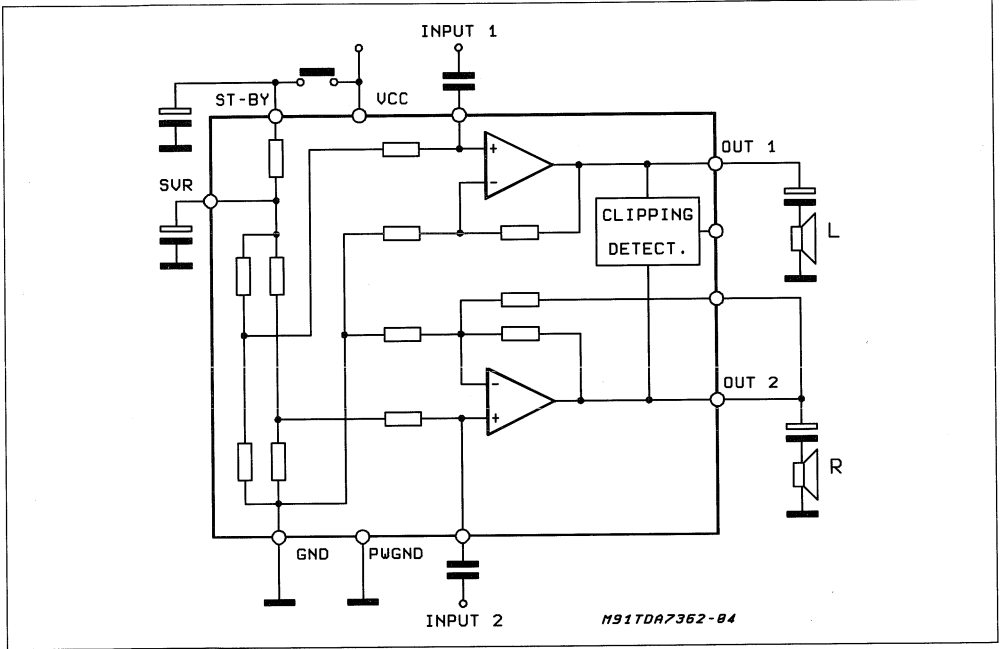 INPUT 1
ST-BY
VCC
OUT 1
SVR
+
-
CLIPPING
DETECT.
L
OUT 2
-
+
R
GND
PWGND
INPUT 2
M91TDA7362-04